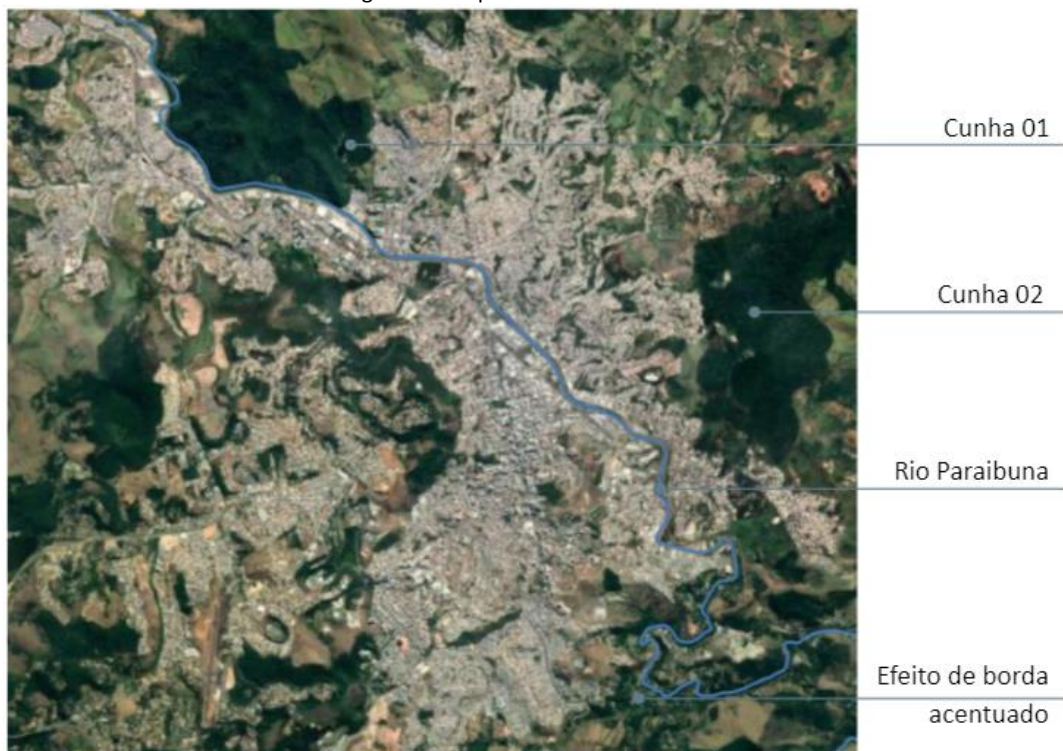 Cunha 01
Cunha 02
Rio Paraibuna
Efeito de borda
acentuado